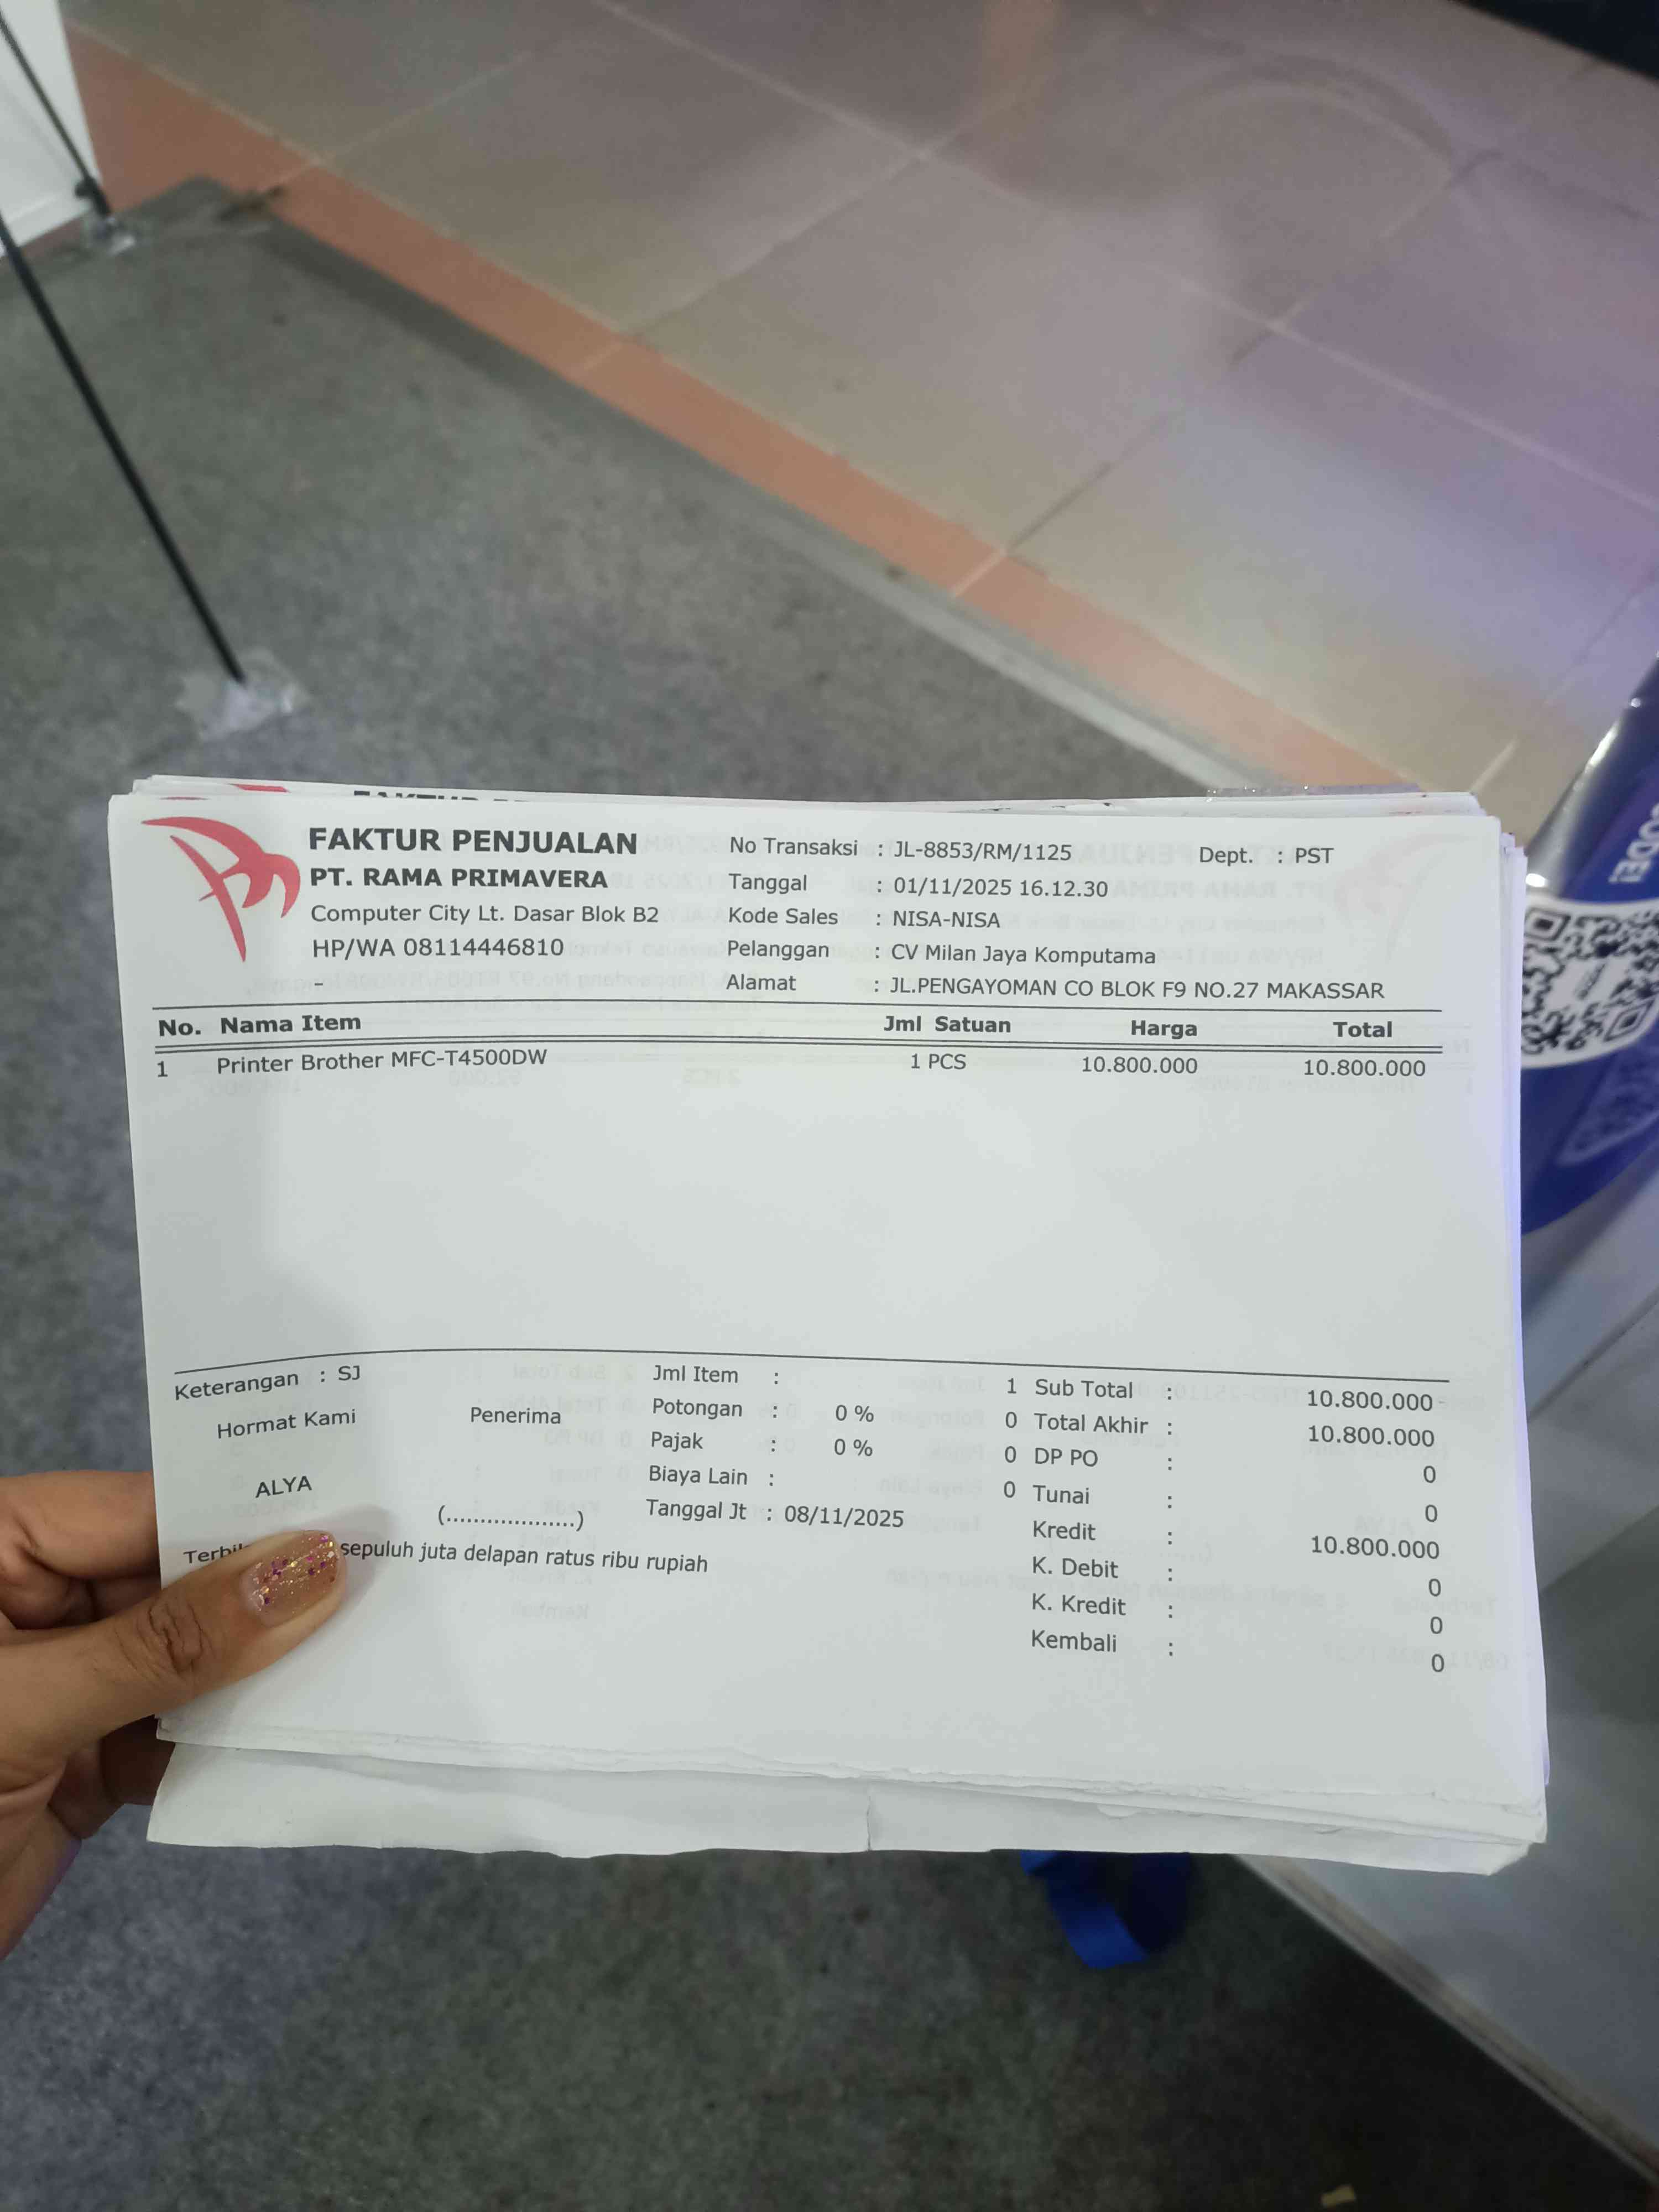 FAKTUR PENJUALAN
PT. RAMA PRIMAVERA
Computer City Lt. Dasar Blok B2
HP/WA 08114446810
-
No Transaksi : JL-8853/RM/1125 Dept. : PST
Tanggal : 01/11/2025 16.12.30
Kode Sales : NISA-NISA
Pelanggan : CV Milan Jaya Komputama
Alamat : JL.PENGAYOMAN CO BLOK F9 NO.27 MAKASSAR
No. Nama Item Jml Satuan Harga Total
1 Printer Brother MFC-T4500DW 1 PCS 10.800.000 10.800.000
Keterangan : SJ
Hormat Kami Penerima
ALYA
(...................)
Jml Item : 1
Potongan : 0 % 0
Pajak : 0 % 0
Biaya Lain : 0
Tanggal Jt : 08/11/2025
Sub Total : 10.800.000
Total Akhir : 10.800.000
DP PO : 0
Tunai : 0
Kredit : 10.800.000
K. Debit : 0
K. Kredit : 0
Kembali : 0
sepuluh juta delapan ratus ribu rupiah